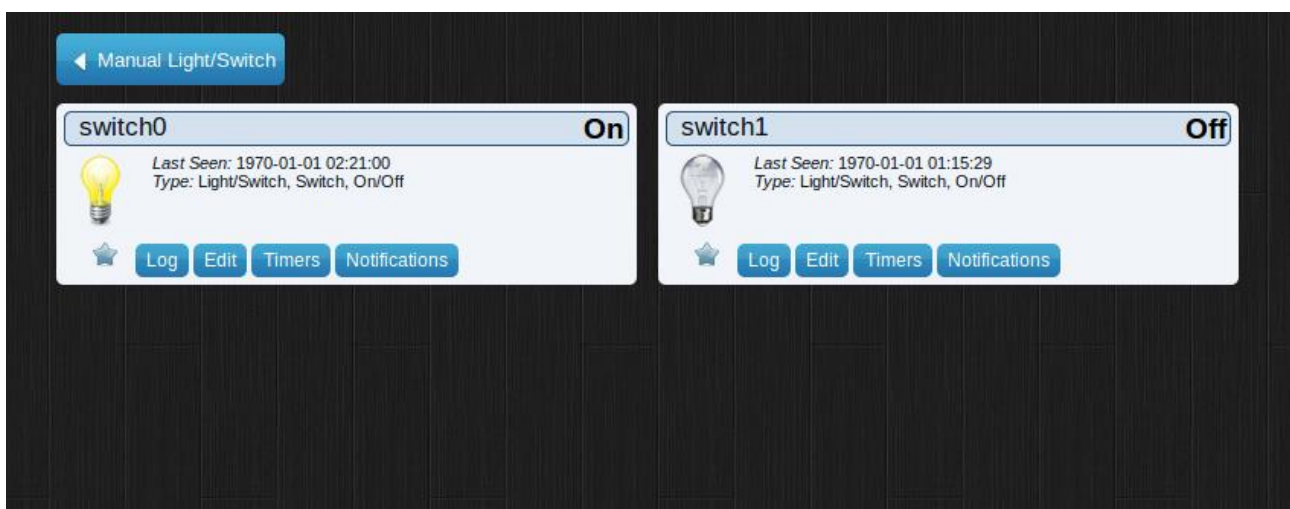 Manual Light/Switch
switch0 On
Last Seen: 1970-01-01 02:21:00
Type: Light/Switch, Switch, On/Off
Log Edit Timers Notifications
switch1 Off
Last Seen: 1970-01-01 01:15:29
Type: Light/Switch, Switch, On/Off
Log Edit Timers Notifications